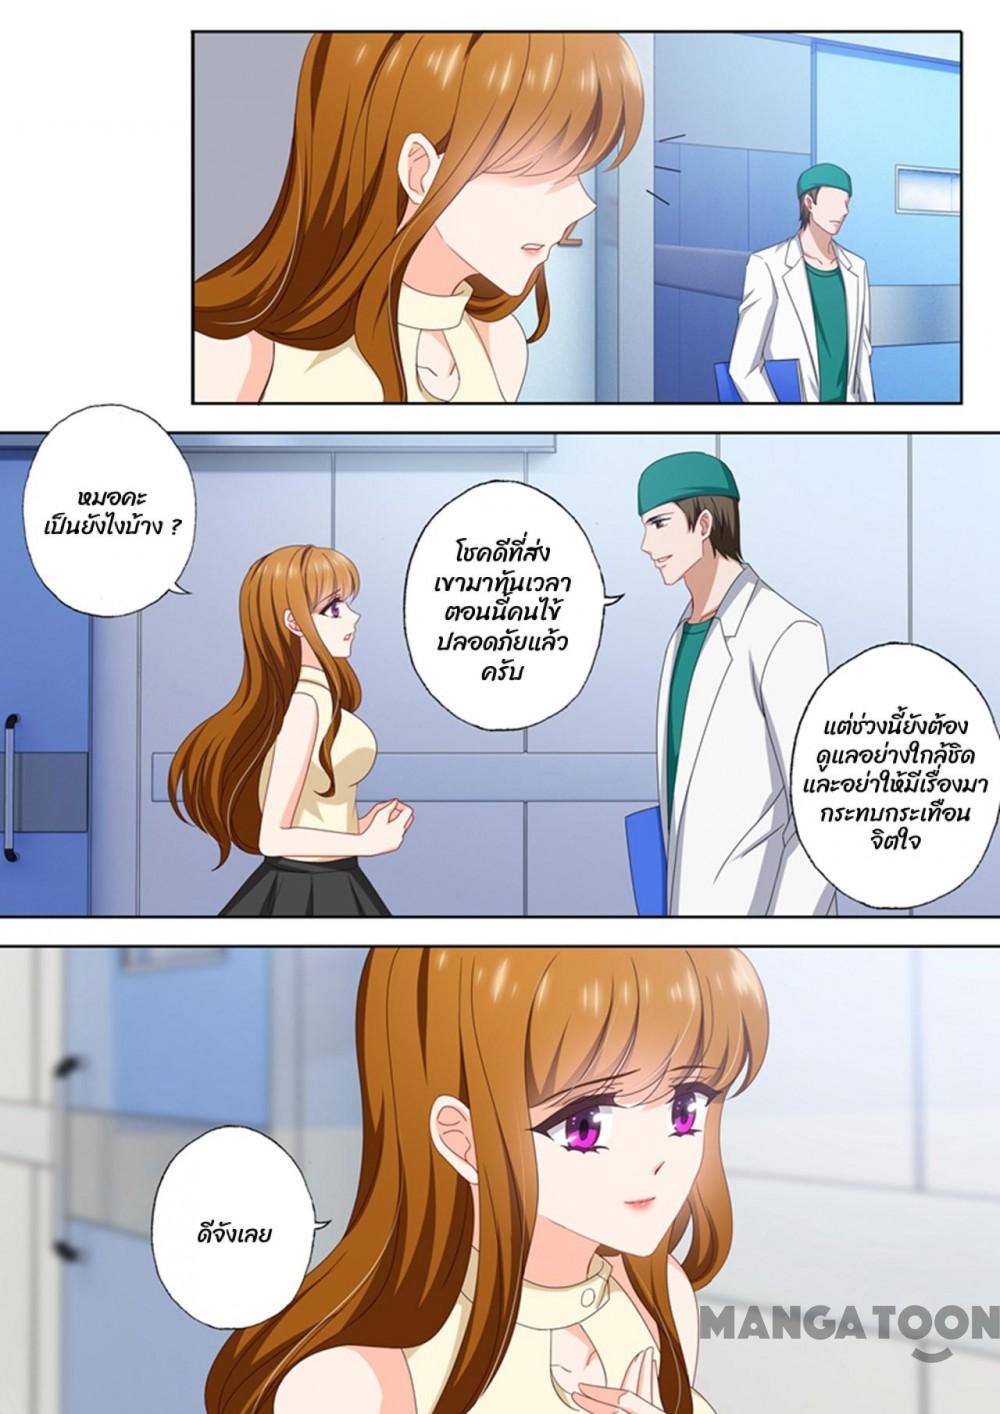 หมอคะ
เป็นยังไงบ้าง ?
โชคดีที่ส่ง
เขามาทันเวลา
ตอนนี้คนไข้
ปลอดภัยแล้ว
ครับ
แต่ช่วงนี้ยังต้อง
ดูแลอย่างใกล้ชิด
และอย่าให้มีเรื่องมา
กระทบกระเทือน
จิตใจ
ดีจังเลย
MANGATOON